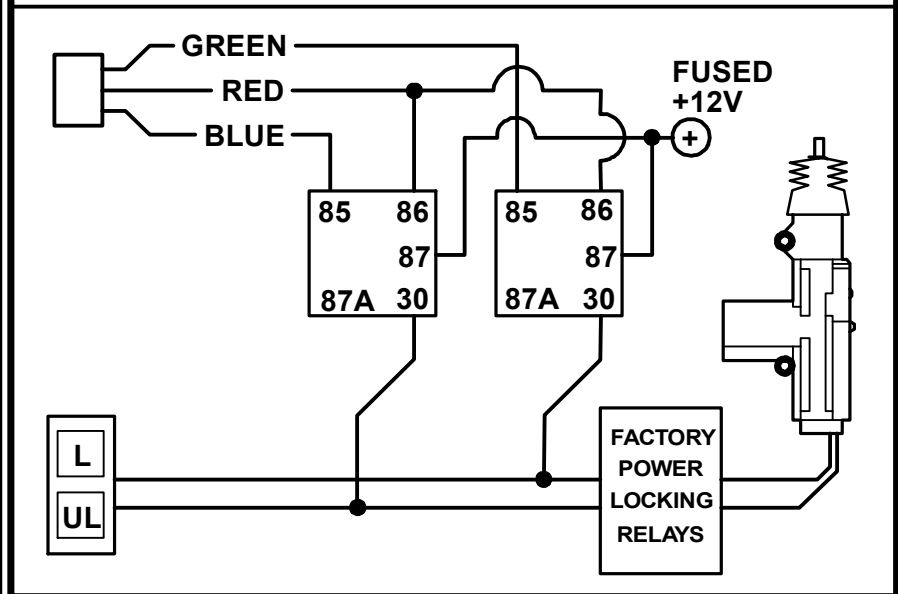 GREEN
RED
BLUE
FUSED
+12V
+
85 86
87
87A 30
85 86
87
87A 30
L
UL
FACTORY
POWER
LOCKING
RELAYS